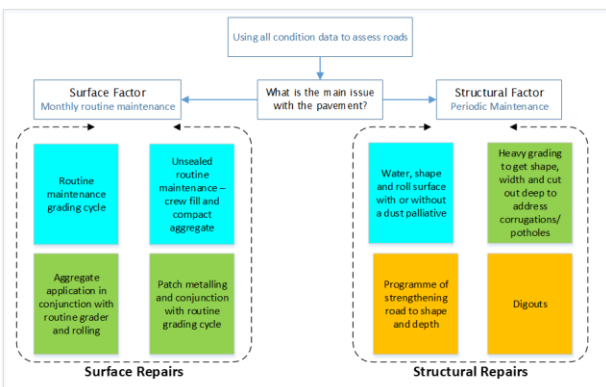 Using all condition data to assess roads
Surface Factor
Monthly routine maintenance
What is the main issue
with the pavement?
Structural Factor
Periodic Maintenance
Routine
maintenance
grading cycle
Unsealed
routine
maintenance –
crew fill and
compact
aggregate
Water, shape
and roll surface
with or without
a dust palliative
Heavy grading
to get shape,
width and cut
out deep to
address
corrugations/
potholes
Aggregate
application in
conjunction with
routine grader
and rolling
Patch metalling
and conjunction
with routine
grading cycle
Programme of
strengthening
road to shape
and depth
Digouts
Surface Repairs
Structural Repairs